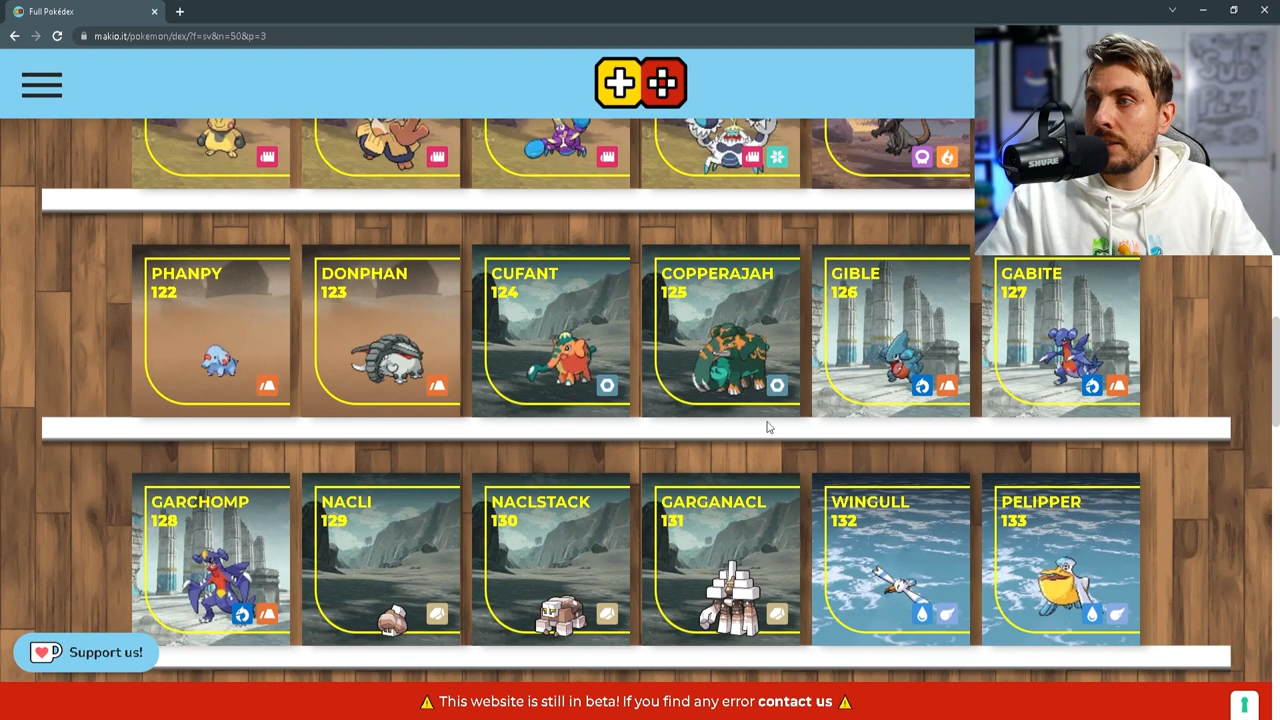 Full Pokédex
makio.it/pokemon/dex/?f=sv&n=50&p=3
SHURE
PHANPY
122
DONPHAN
123
CUFANT
124
COPPERAJAH
125
GIBLE
126
GABITE
127
GARCHOMP
128
NACLI
129
NACLSTACK
130
GARGANACL
131
WINGULL
132
PELIPPER
133
D
Support us!
⚠ This website is still in beta! If you find any error contact us ⚠